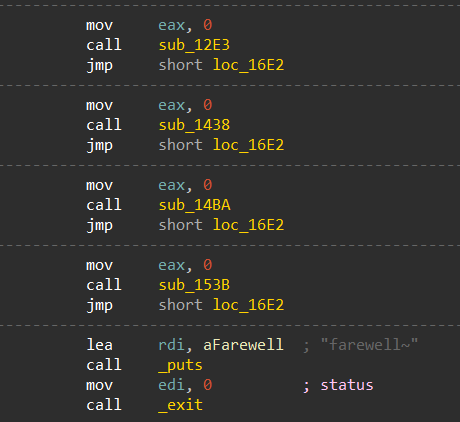 mov eax, 0
call sub_12E3
jmp short loc_16E2
mov eax, 0
call sub_1438
jmp short loc_16E2
mov eax, 0
call sub_14BA
jmp short loc_16E2
mov eax, 0
call sub_153B
jmp short loc_16E2
lea rdi, aFarewell ; "farewell~"
call _puts
mov edi, 0 ; status
call _exit